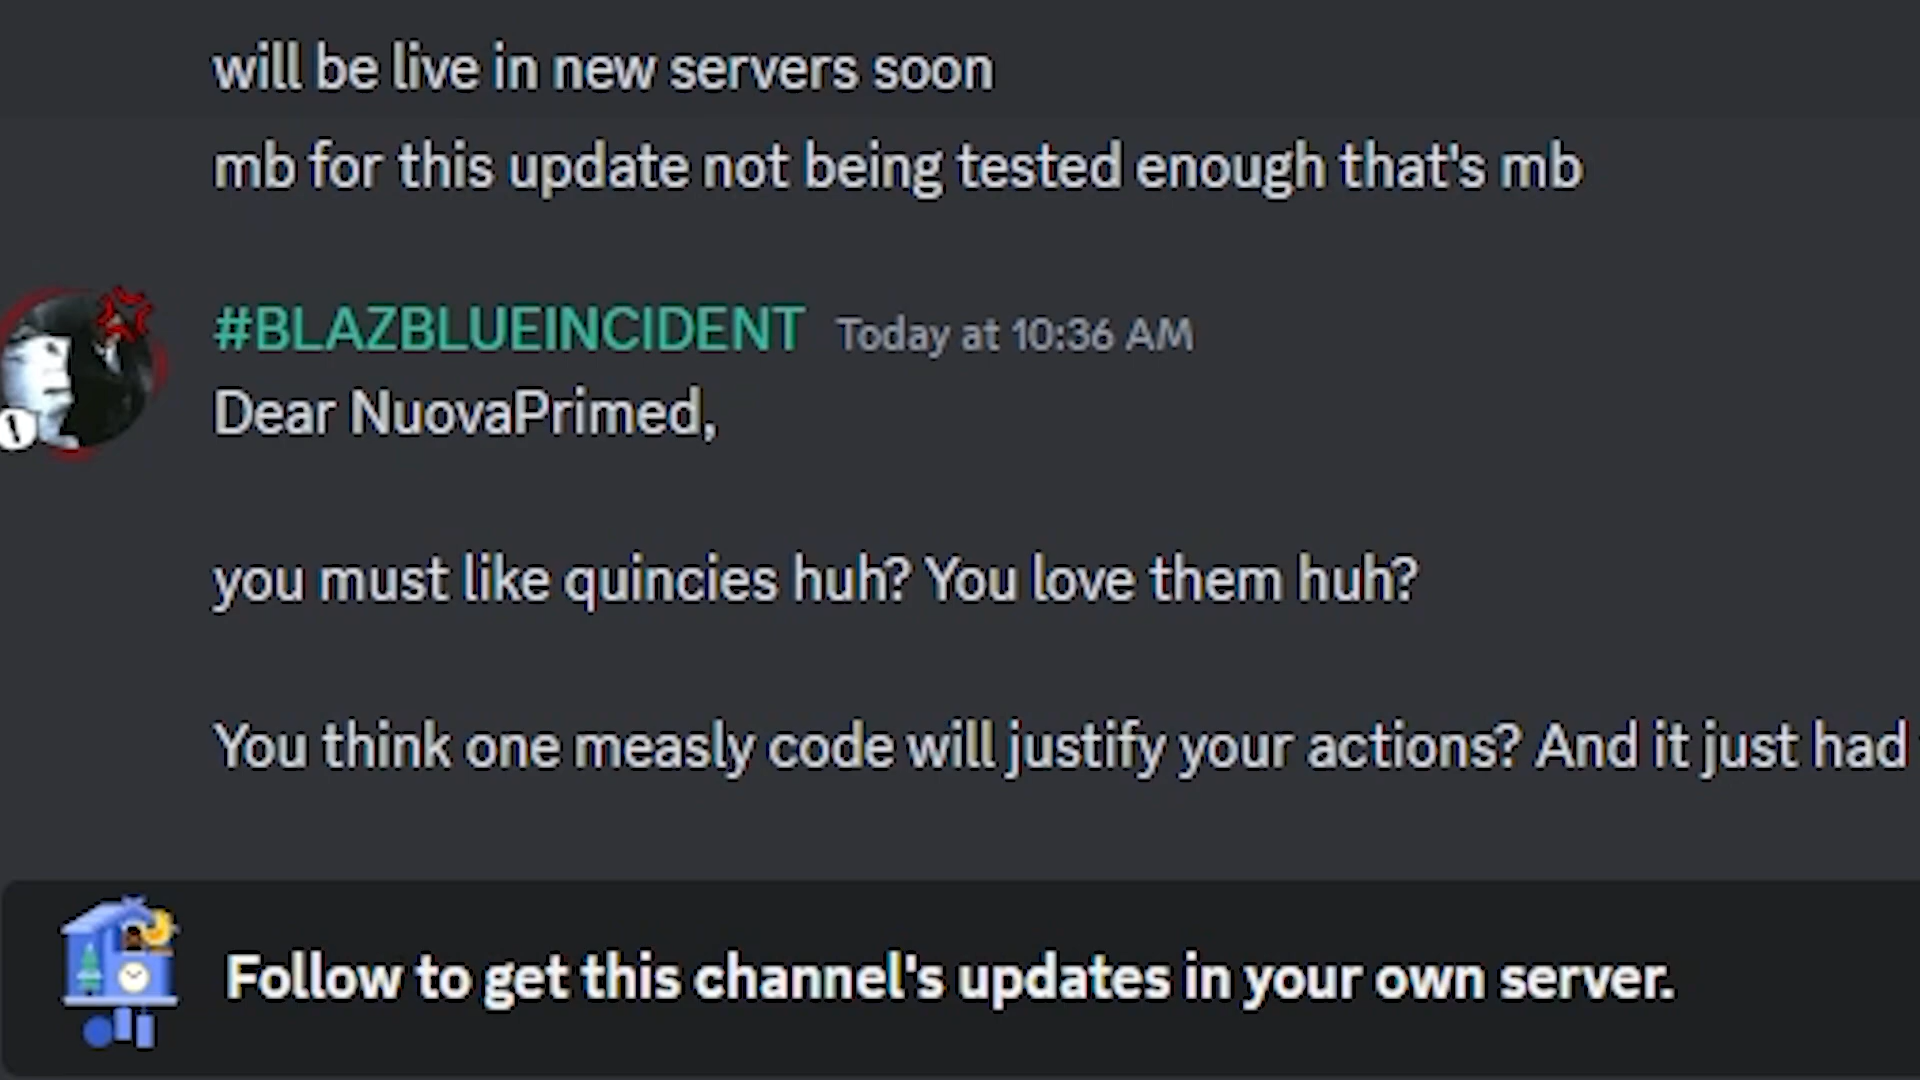 will be live in new servers soon
mb for this update not being tested enough that's mb
#BLAZBLUEINCIDENT Today at 10:36 AM
Dear NuovaPrimed,
you must like quincies huh? You love them huh?
You think one measly code will justify your actions? And it just had
Follow to get this channel's updates in your own server.